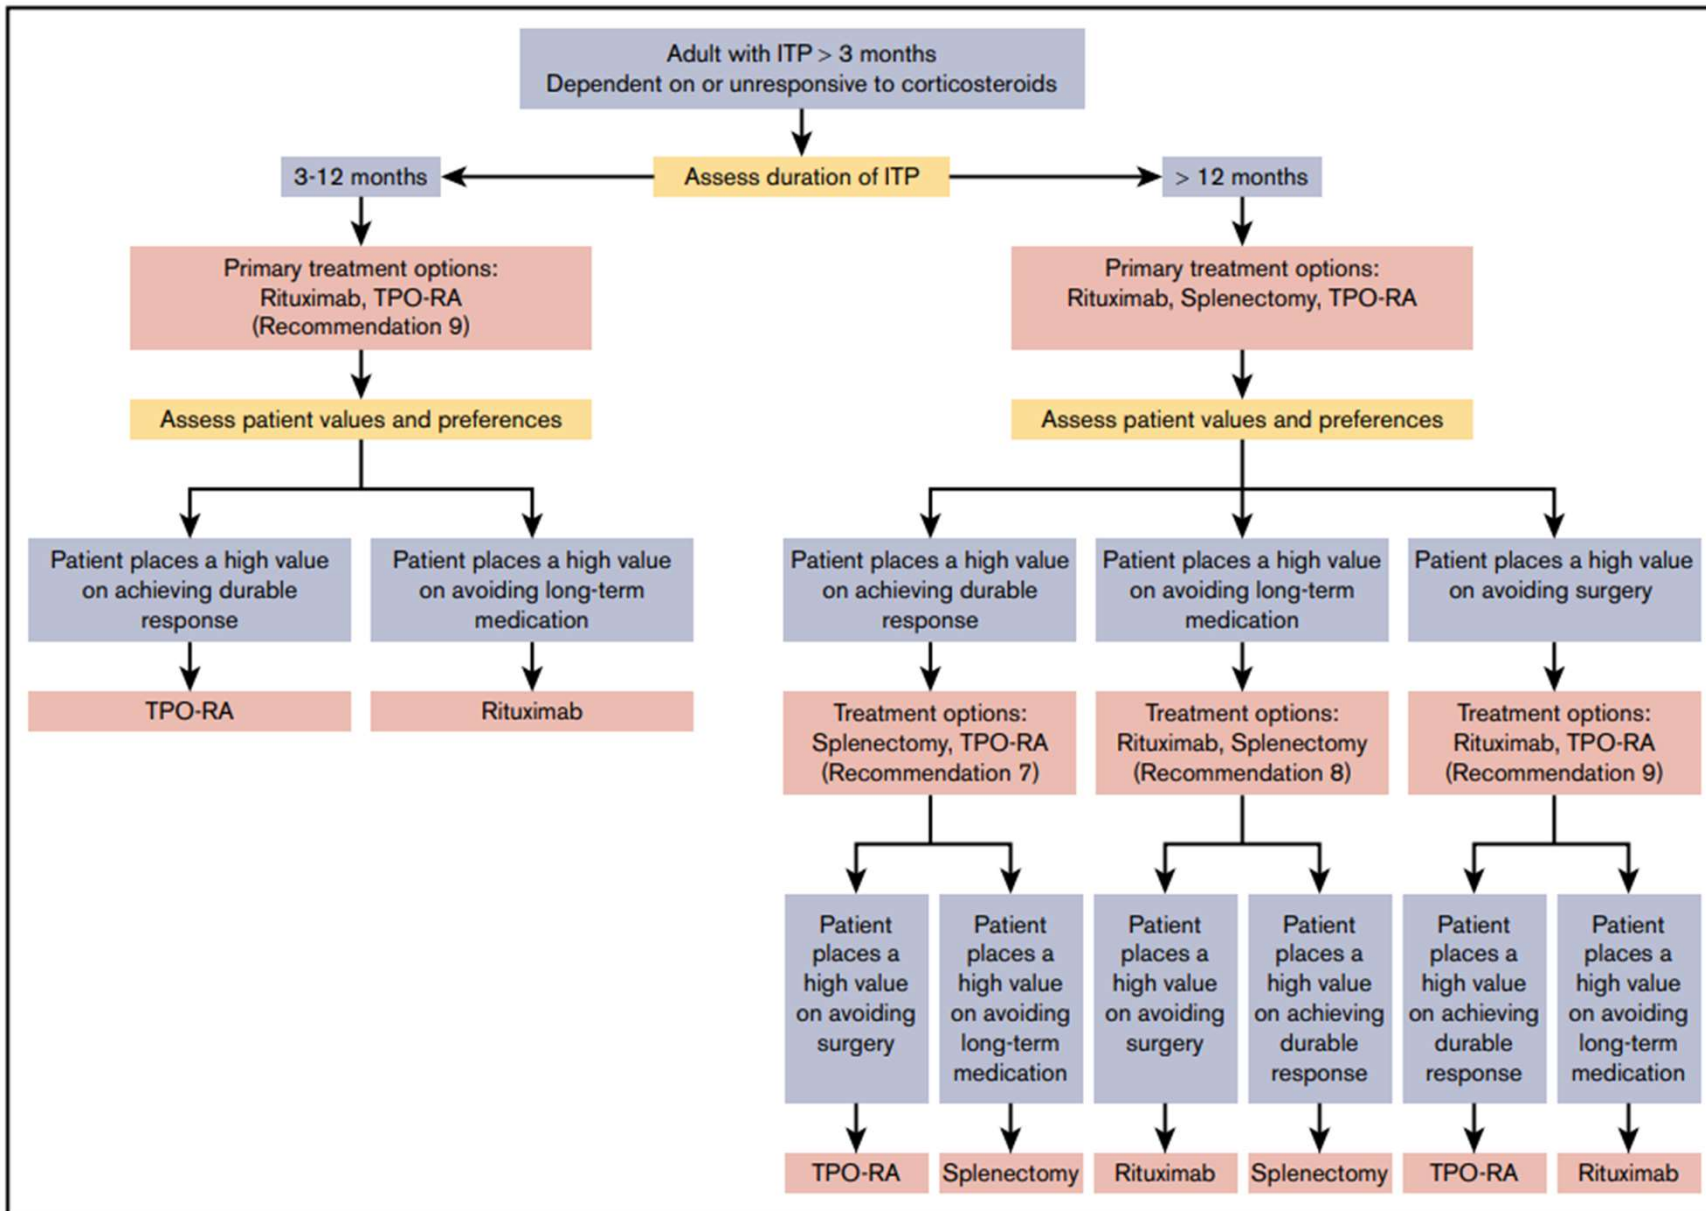 Adult with ITP > 3 months
Dependent on or unresponsive to corticosteroids
3-12 months
Assess duration of ITP
> 12 months
Primary treatment options:
Rituximab, TPO-RA
(Recommendation 9)
Primary treatment options:
Rituximab, Splenectomy, TPO-RA
Assess patient values and preferences
Assess patient values and preferences
Patient places a high value
on achieving durable
response
Patient places a high value
on avoiding long-term
medication
Patient places a high value
on achieving durable
response
Patient places a high value
on avoiding long-term
medication
Patient places a high value
on avoiding surgery
TPO-RA
Rituximab
Treatment options:
Splenectomy, TPO-RA
(Recommendation 7)
Treatment options:
Rituximab, Splenectomy
(Recommendation 8)
Treatment options:
Rituximab, TPO-RA
(Recommendation 9)
Patient
places a
high value
on avoiding
surgery
Patient
places a
high value
on avoiding
long-term
medication
Patient
places a
high value
on avoiding
surgery
Patient
places a
high value
on achieving
durable
response
Patient
places a
high value
on achieving
durable
response
Patient
places a
high value
on avoiding
long-term
medication
TPO-RA
Splenectomy
Rituximab
Splenectomy
TPO-RA
Rituximab